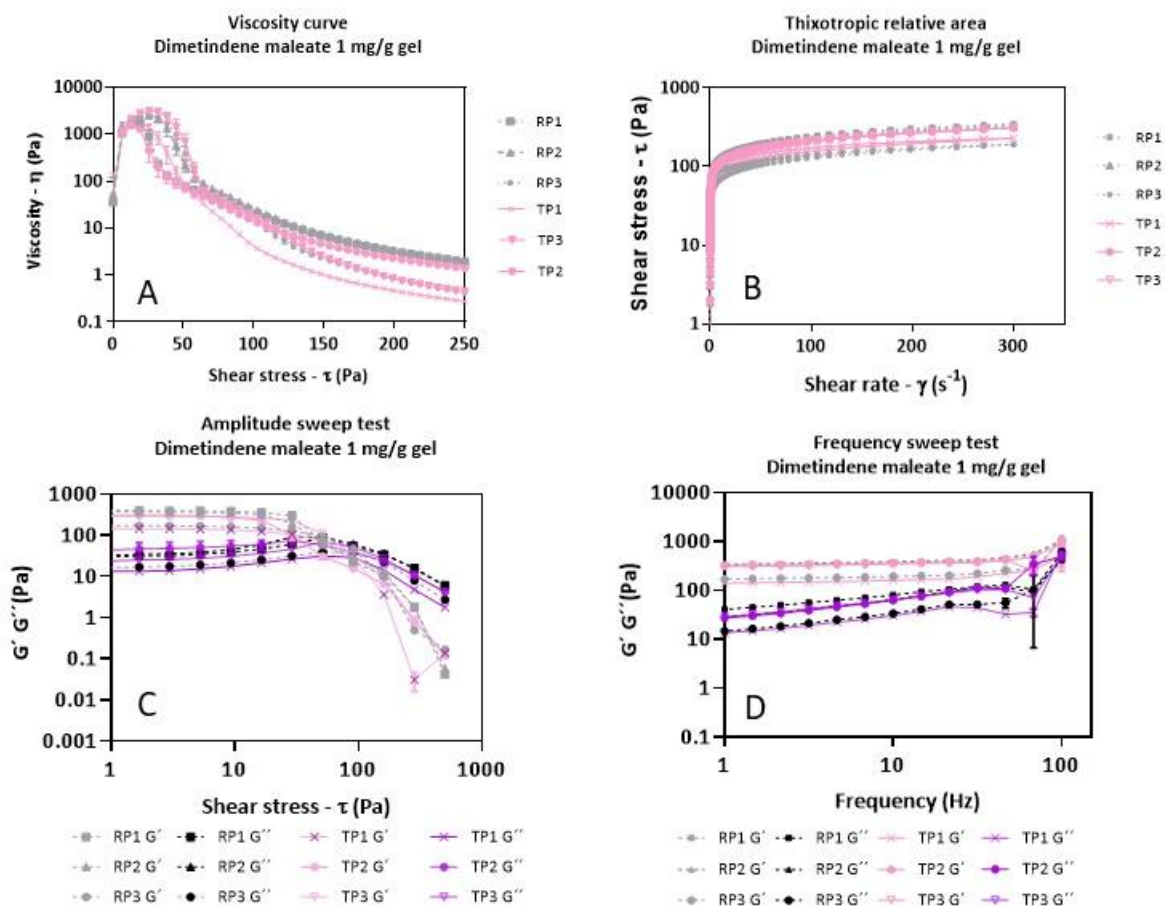 Viscosity curve
Dimetindene maleate 1 mg/g gel
Viscosity - η (Pa)
10000
1000
100
10
1
0.1
0
50
100
150
200
250
Shear stress - τ (Pa)
A
RP1
RP2
RP3
TP1
TP3
TP2
Thixotropic relative area
Dimetindene maleate 1 mg/g gel
Shear stress - τ (Pa)
1000
100
10
1
0
100
200
300
Shear rate - γ (s⁻¹)
B
RP1
RP2
RP3
TP1
TP2
TP3
Amplitude sweep test
Dimetindene maleate 1 mg/g gel
G´ G´´(Pa)
1000
100
10
1
0.1
0.01
0.001
1
10
100
1000
Shear stress - τ (Pa)
C
RP1 G´ RP1 G´´ TP1 G´ TP1 G´´
RP2 G´ RP2 G´´ TP2 G´ TP2 G´´
RP3 G´ RP3 G´´ TP3 G´ TP3 G´´
Frequency sweep test
Dimetindene maleate 1 mg/g gel
G´ G´´(Pa)
10000
1000
100
10
1
0.1
1
10
100
Frequency (Hz)
D
RP1 G´ RP1 G´´ TP1 G´ TP1 G´´
RP2 G´ RP2 G´´ TP2 G´ TP2 G´´
RP3 G´ RP3 G´´ TP3 G´ TP3 G´´